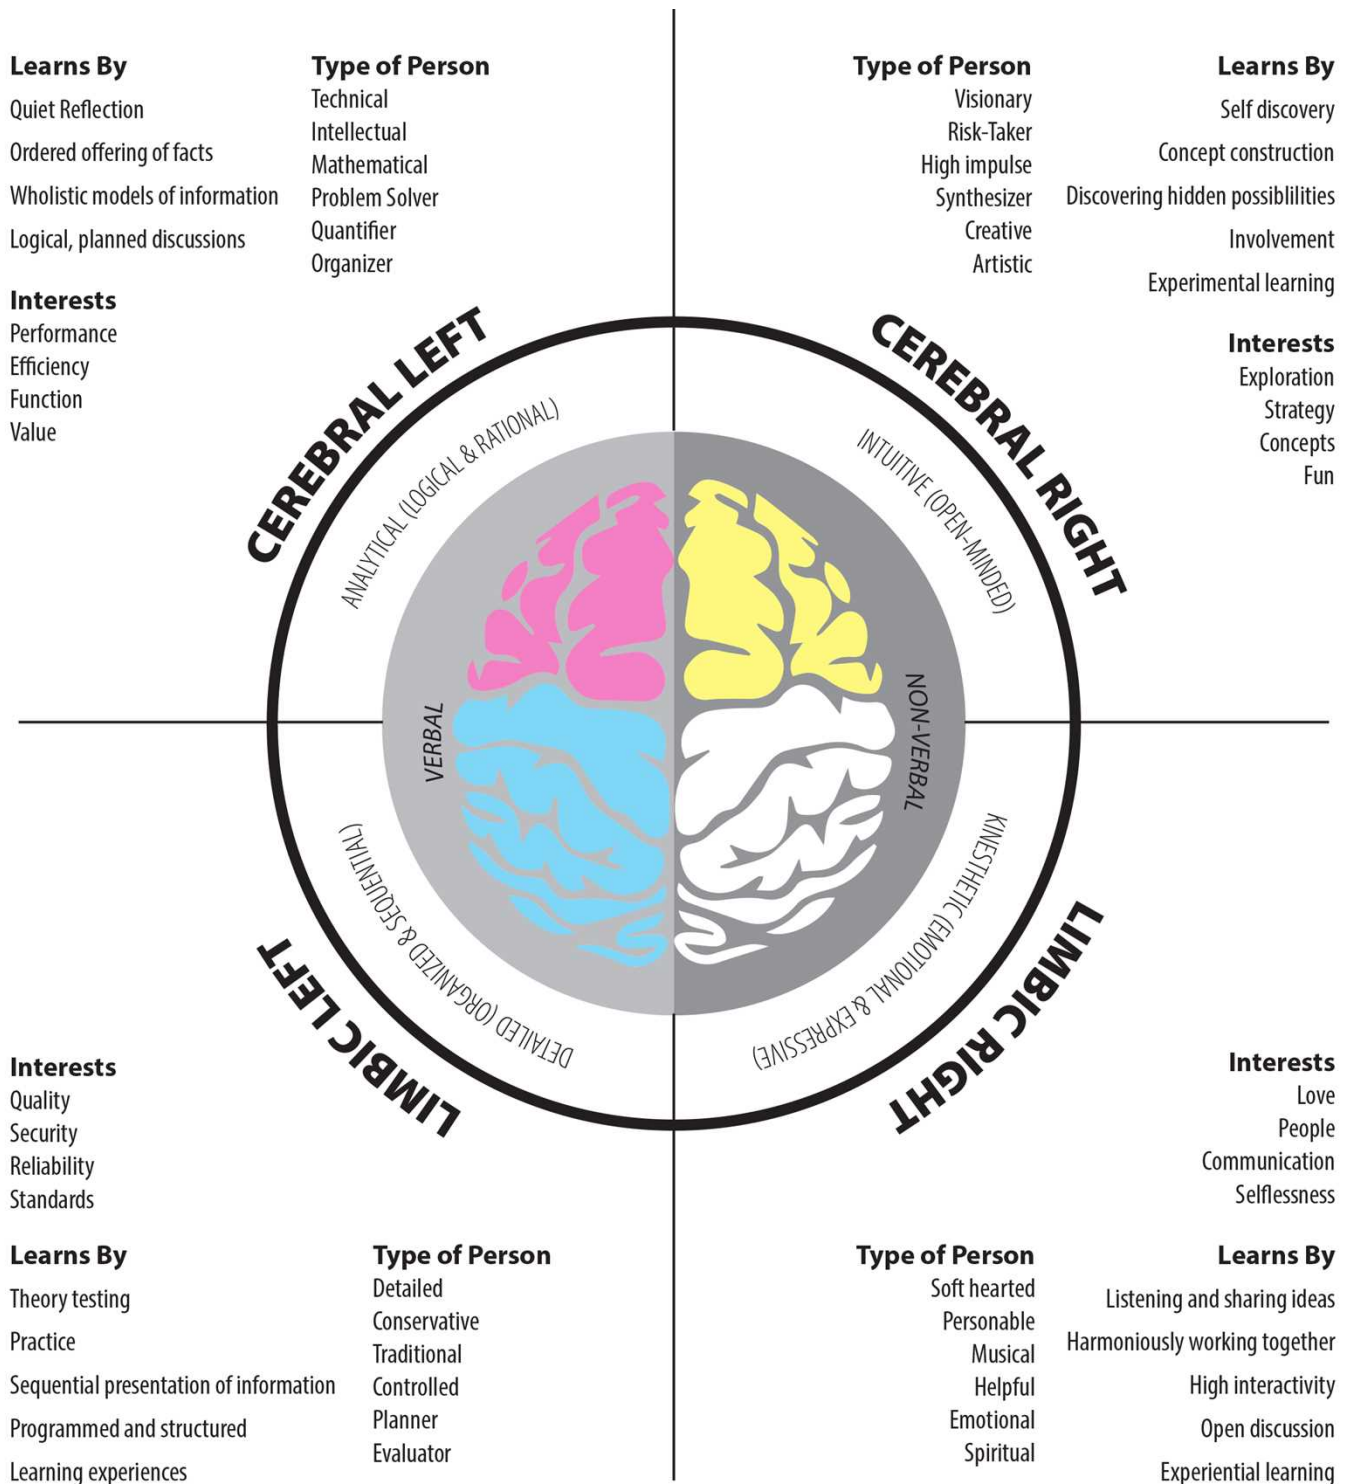 Learns By
Quiet Reflection
Ordered offering of facts
Wholistic models of information
Logical, planned discussions
Type of Person
Technical
Intellectual
Mathematical
Problem Solver
Quantifier
Organizer
Interests
Performance
Efficiency
Function
Value
Type of Person
Visionary
Risk-Taker
High impulse
Synthesizer
Creative
Artistic
Learns By
Self discovery
Concept construction
Discovering hidden possiblilities
Involvement
Experimental learning
Interests
Exploration
Strategy
Concepts
Fun
CEREBRAL LEFT
ANALYTICAL (LOGICAL & RATIONAL)
CEREBRAL RIGHT
INTUITIVE (OPEN-MINDED)
VERBAL
NON-VERBAL
DETAILED (ORGANIZED & SEQUENTIAL)
LIMBIC LEFT
KINESTHETIC (EMOTIONAL & EXPRESSIVE)
LIMBIC RIGHT
Interests
Quality
Security
Reliability
Standards
Learns By
Theory testing
Practice
Sequential presentation of information
Programmed and structured
Learning experiences
Type of Person
Detailed
Conservative
Traditional
Controlled
Planner
Evaluator
Interests
Love
People
Communication
Selflessness
Type of Person
Soft hearted
Personable
Musical
Helpful
Emotional
Spiritual
Learns By
Listening and sharing ideas
Harmoniously working together
High interactivity
Open discussion
Experiential learning